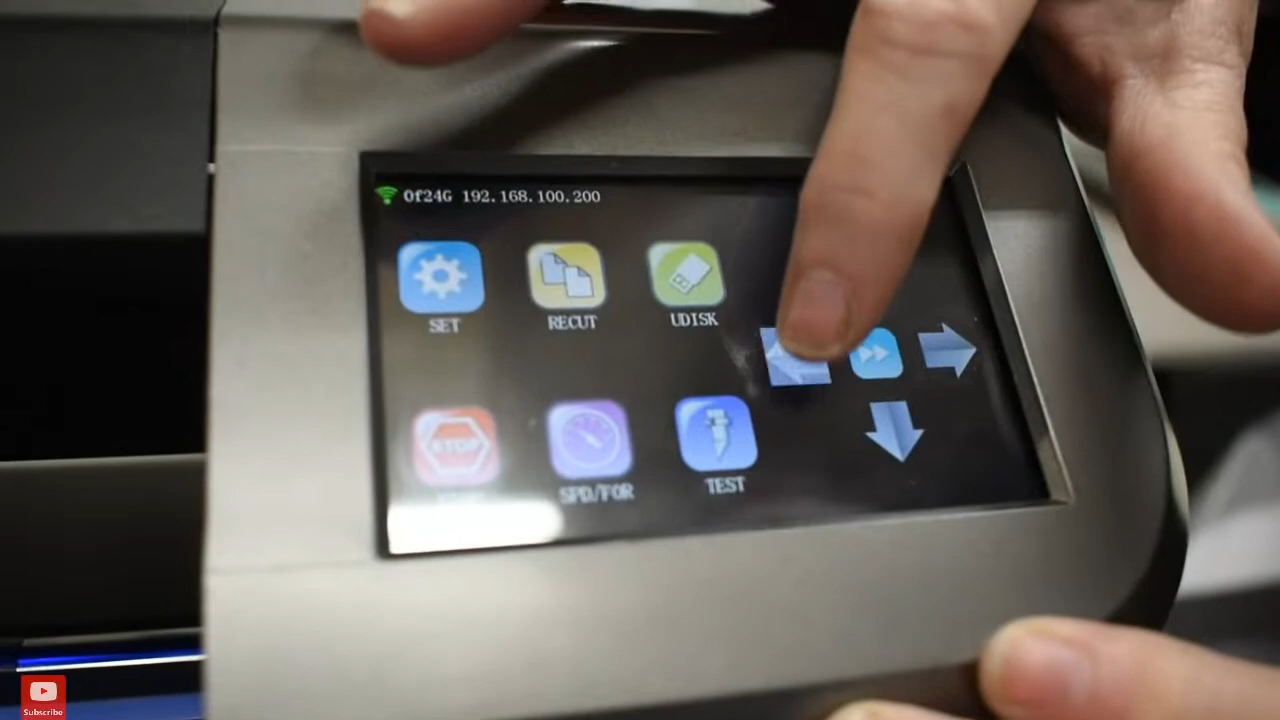 0f24G 192.168.100.200
SET RECUT UDISK
STOP
SPD/FOR TEST
Subscribe